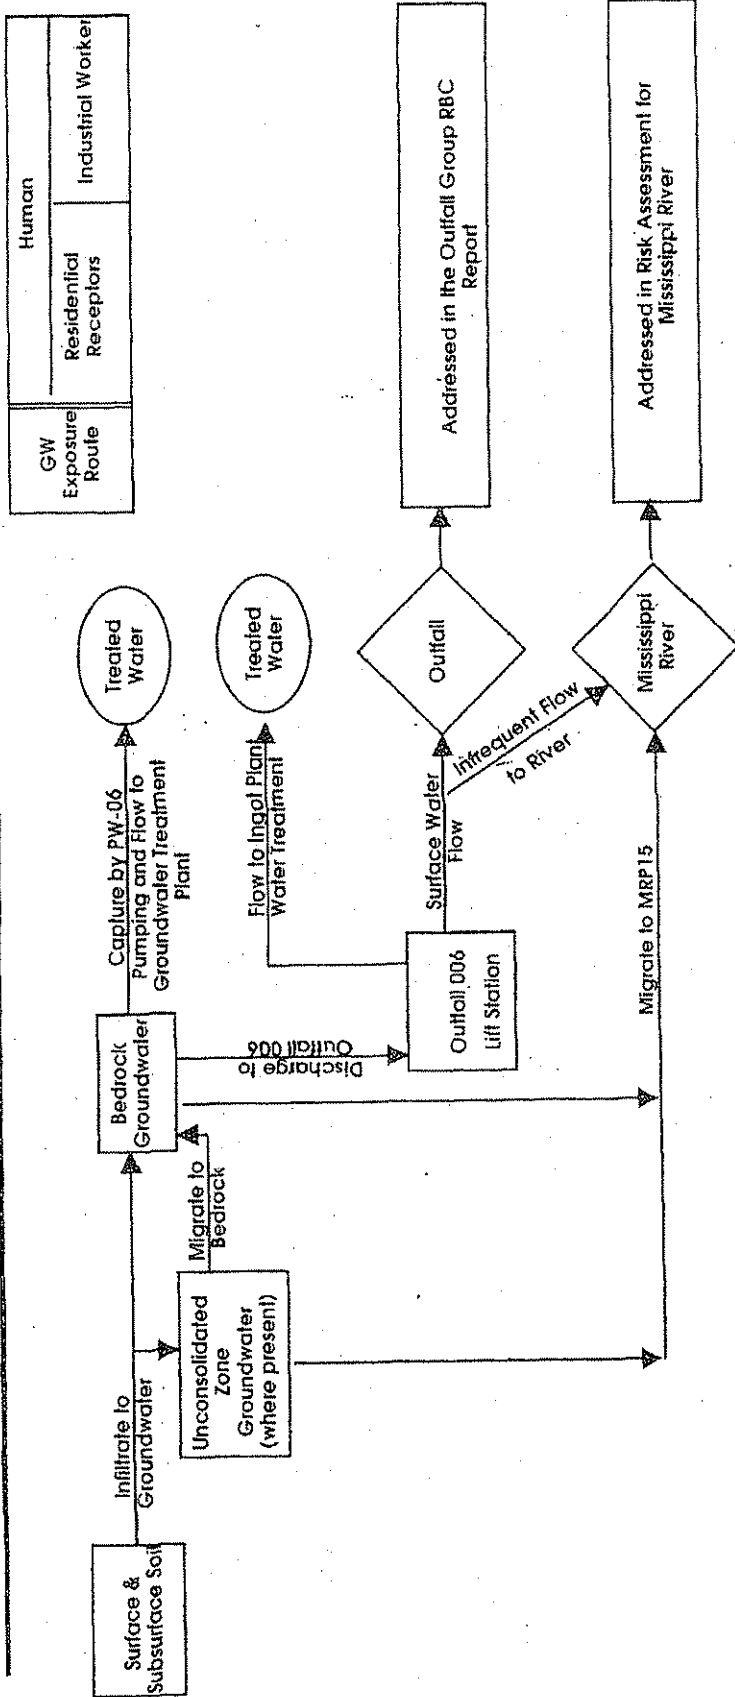 Human
GW
Exposure
Route
Residential
Receptors
Industrial Worker
Surface &
Subsurface Soil
Infiltrate to
Groundwater
Unconsolidated
Zone
Groundwater
(where present)
Migrate to
Bedrock
Bedrock
Groundwater
Capture by PW-06
Pumping and Flow to
Groundwater Treatment
Plant
Treated
Water
Discharge to
Outfall 006
Flow to Ingot Plant
Water Treatment
Treated
Water
Outfall 006
Lift Station
Surface Water
Flow
Outfall
Addressed in the Outfall Group RBC
Report
Infrequent Flow
to River
Migrate to MRP15
Mississippi
River
Addressed in Risk Assessment for
Mississippi River